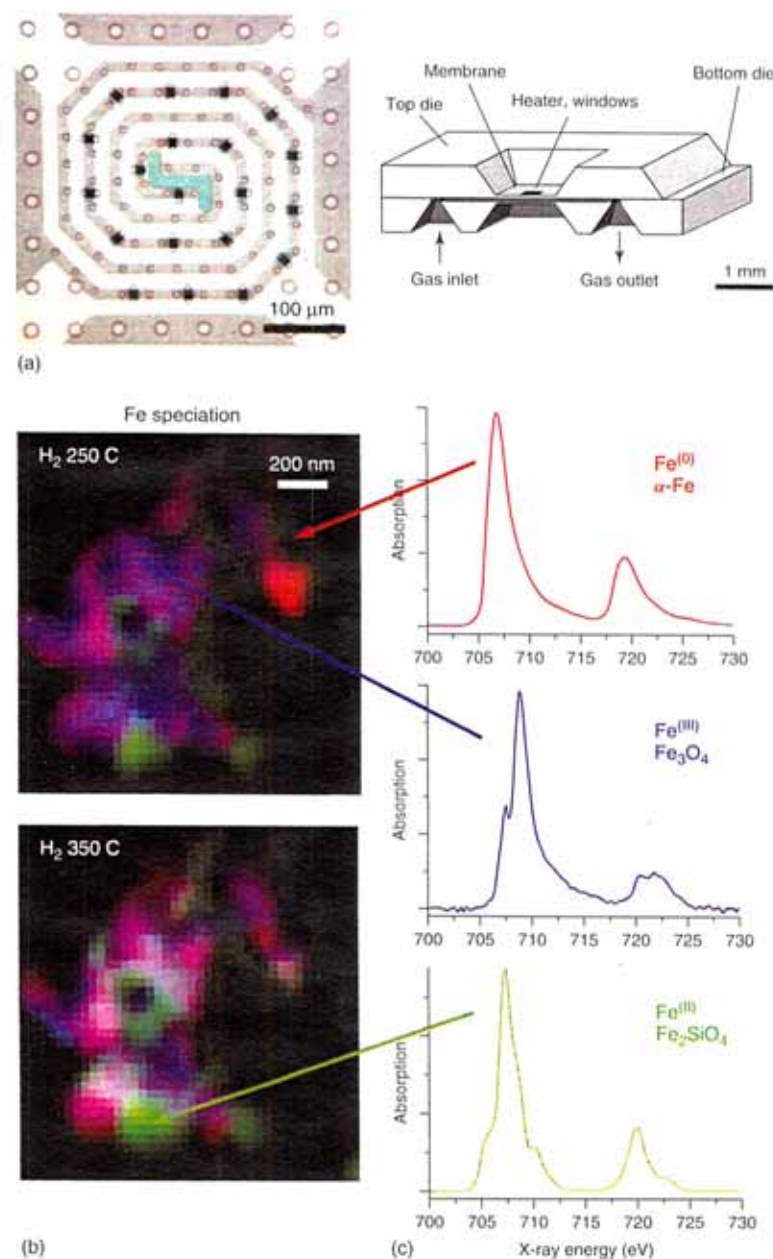 Membrane
Heater, windows
Bottom die
Top die
Gas inlet
Gas outlet
1 mm
100 μm
(a)
Fe speciation
H₂ 250 C
200 nm
H₂ 350 C
(b)
Absorption
Fe⁽⁰⁾
α-Fe
700 705 710 715 720 725 730
Absorption
Fe⁽ᴵᴵᴵ⁾
Fe₃O₄
700 705 710 715 720 725 730
Absorption
Fe⁽ᴵᴵ⁾
Fe₂SiO₄
700 705 710 715 720 725 730
(c)
X-ray energy (eV)